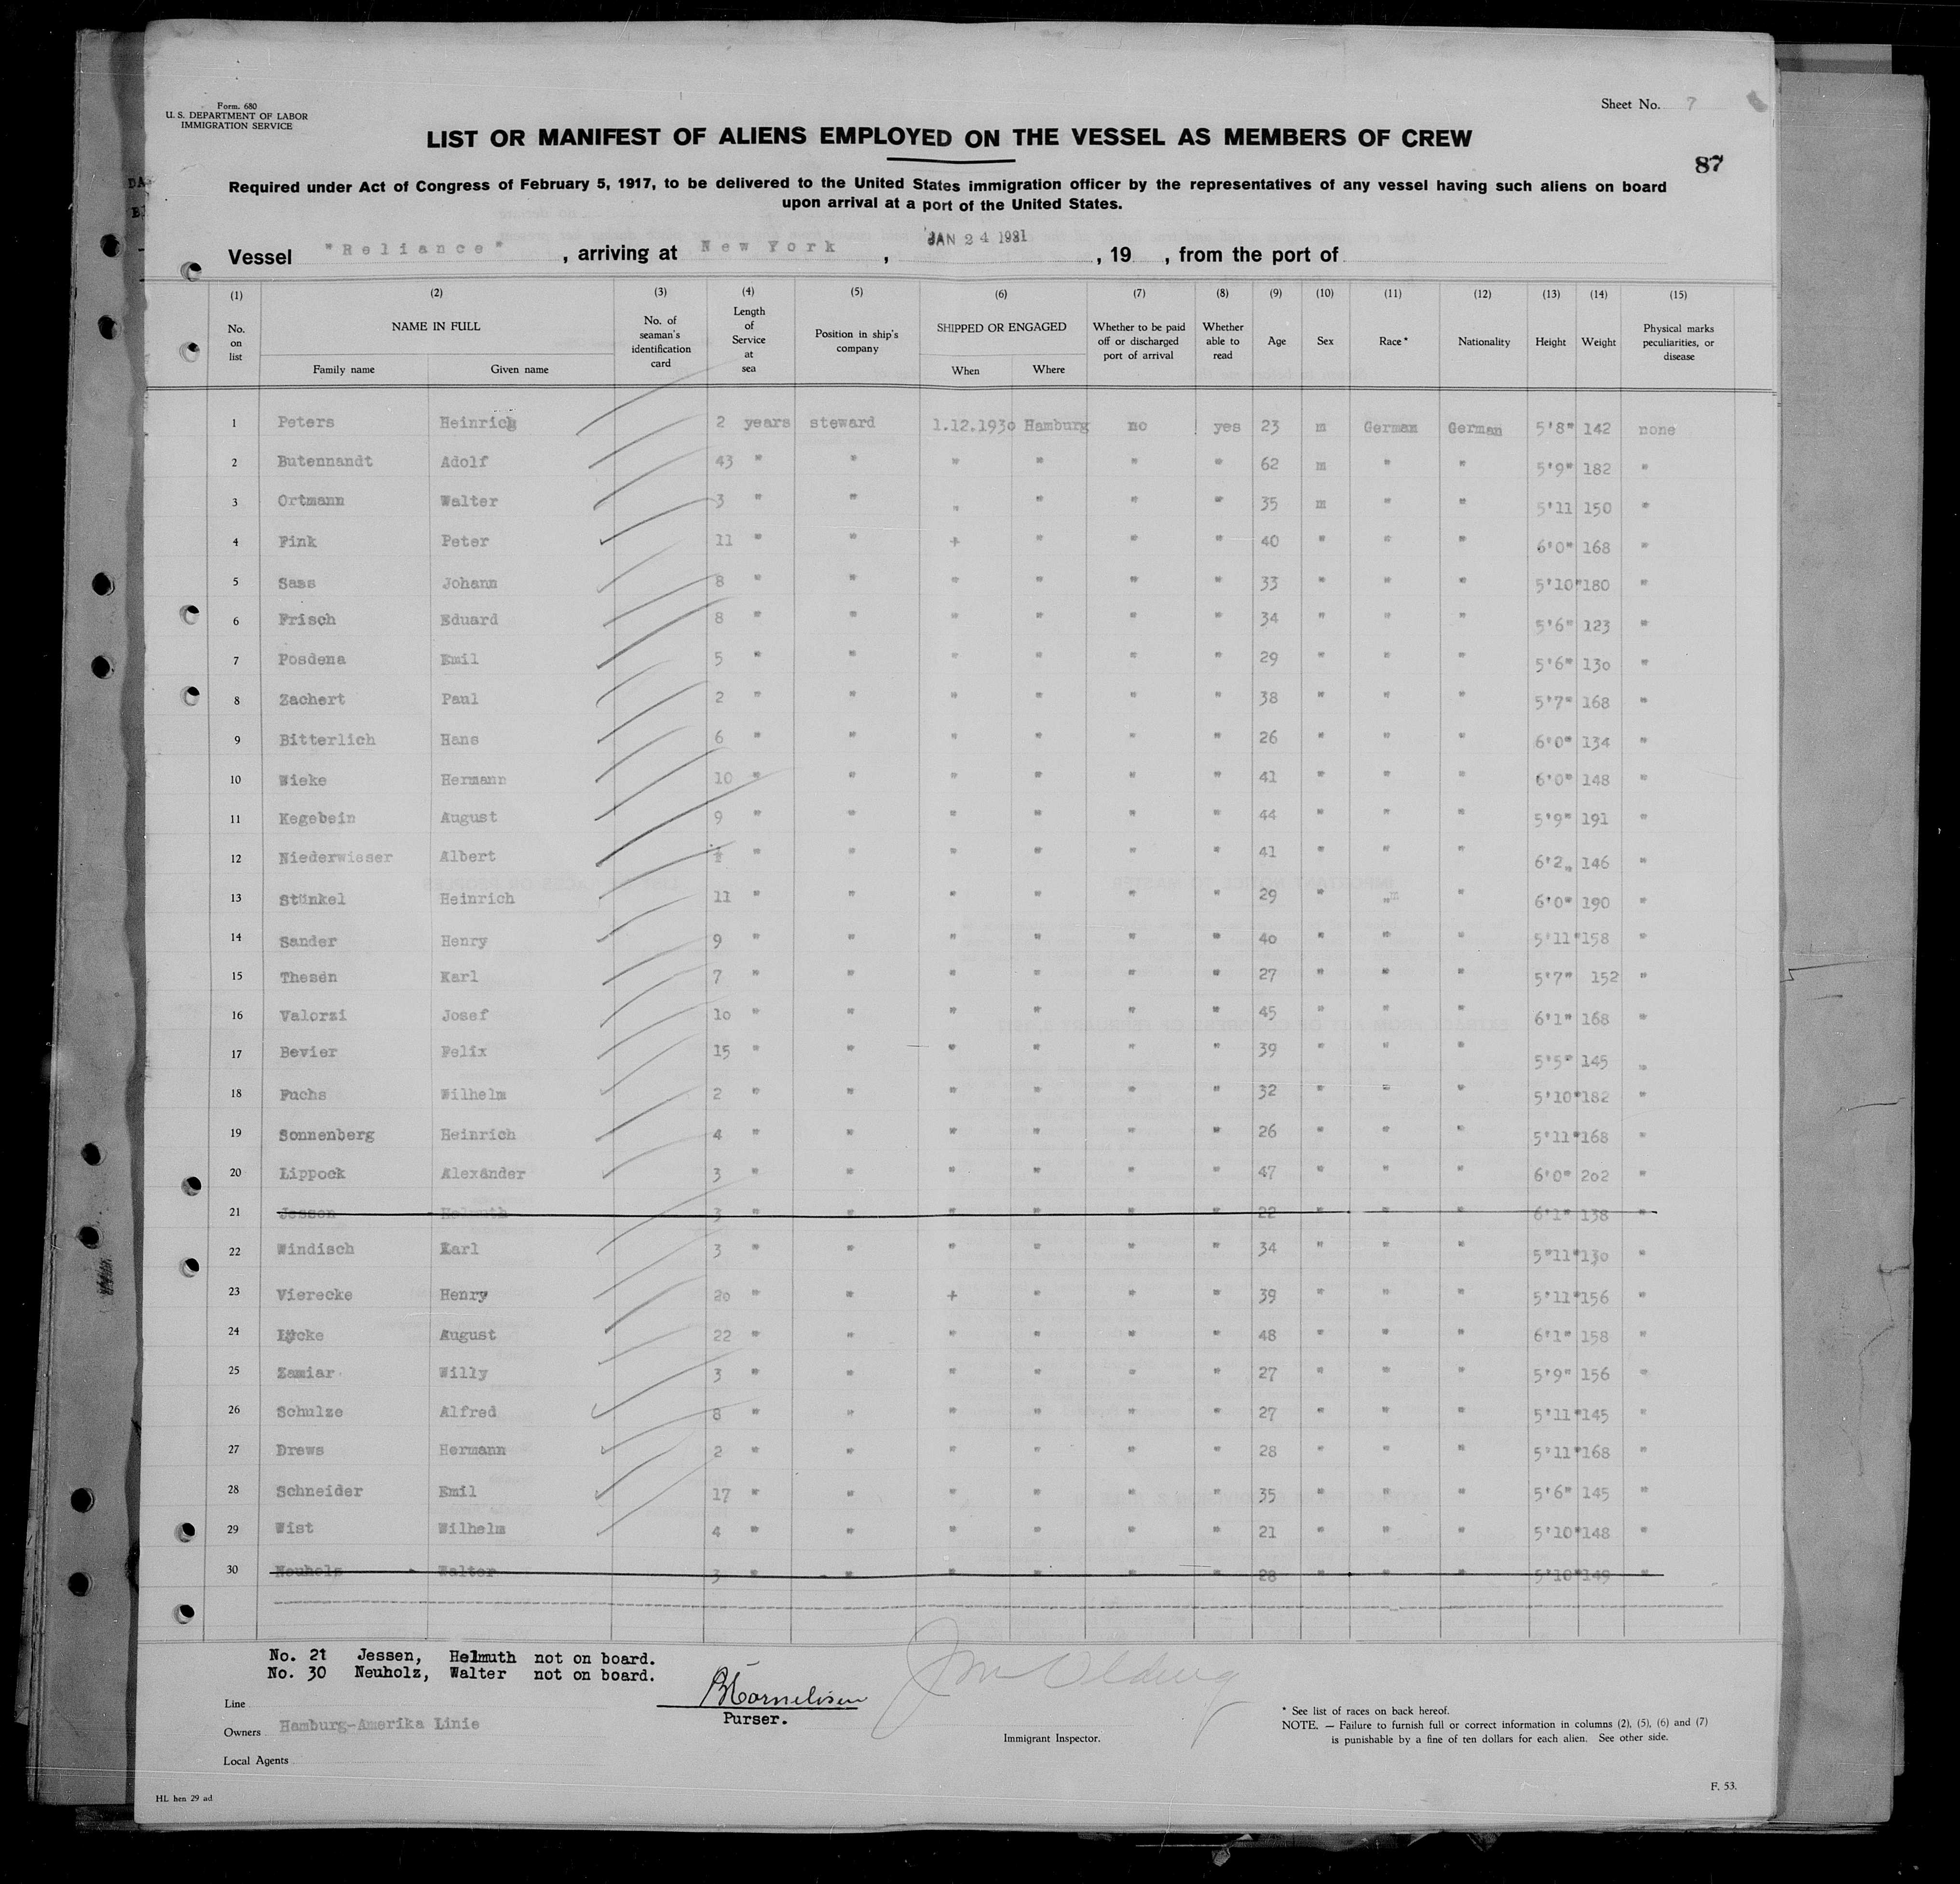 Form. 680
U. S. DEPARTMENT OF LABOR
IMMIGRATION SERVICE
Sheet No. 7
LIST OR MANIFEST OF ALIENS EMPLOYED ON THE VESSEL AS MEMBERS OF CREW
87
Required under Act of Congress of February 5, 1917, to be delivered to the United States immigration officer by the representatives of any vessel having such aliens on board
upon arrival at a port of the United States.
Vessel "Reliance", arriving at New York, JAN 24 1931, 19 , from the port of
(1) (2) (3) (4) (5) (6) (7) (8) (9) (10) (11) (12) (13) (14) (15)
No. on list NAME IN FULL Family name Given name No. of seaman's identification card Length of Service at sea Position in ship's company SHIPPED OR ENGAGED When Where Whether to be paid off or discharged port of arrival Whether able to read Age Sex Race* Nationality Height Weight Physical marks peculiarities, or disease
1 Peters Heinrich 2 years steward 1.12.1930 Hamburg no yes 23 m German German 5'8" 142 none
2 Butennandt Adolf 43 " " " " " " 62 m " " 5'9" 182 "
3 Ortmann Walter 3 " " " " " " 35 m " " 5'11 150 "
4 Fink Peter 11 " " + " " " 40 " " " 6'0" 168 "
5 Sass Johann 8 " " " " " " 33 " " " 5'10" 180 "
6 Frisch Eduard 8 " " " " " " 34 " " " 5'6" 123 "
7 Posdena Emil 5 " " " " " " 29 " " " 5'6" 130 "
8 Zachert Paul 2 " " " " " " 38 " " " 5'7" 168 "
9 Bitterlich Hans 6 " " " " " " 26 " " " 6'0" 134 "
10 Wieke Hermann 10 " " " " " " 41 " " " 6'0" 148 "
11 Kegebein August 9 " " " " " " 44 " " " 5'9" 191 "
12 Niederwieser Albert " " " " " " 41 " " " 6'2" 146 "
13 Stünkel Heinrich 11 " " " " " " 29 " " " 6'0" 190 "
14 Sander Henry 9 " " " " " " 40 " " " 5'11" 158 "
15 Thesen Karl 7 " " " " " " 27 " " " 5'7" 152 "
16 Valorzi Josef 10 " " " " " " 45 " " " 6'1" 168 "
17 Bevier Felix 15 " " " " " " 39 " " " 5'5" 145 "
18 Fuchs Wilhelm 2 " " " " " " 32 " " " 5'10" 182 "
19 Sonnenberg Heinrich 4 " " " " " " 26 " " " 5'11" 168 "
20 Lippock Alexander 3 " " " " " " 47 " " " 6'0" 202 "
21 Jessen Helmuth 3 " " " " " " 22 " " " 6'1" 138 "
22 Windisch Karl 3 " " " " " " 34 " " " 5"11" 130 "
23 Vierecke Henry 20 " " + " " " 39 " " " 5'11" 156 "
24 Lücke August 22 " " " " " " 48 " " " 6'1" 158 "
25 Zamiar Willy 3 " " " " " " 27 " " " 5'9" 156 "
26 Schulze Alfred 8 " " " " " " 27 " " " 5'11" 145 "
27 Drews Hermann 2 " " " " " " 28 " " " 5'11" 168 "
28 Schneider Emil 17 " " " " " " 35 " " " 5'6" 145 "
29 Wist Wilhelm 4 " " " " " " 21 " " " 5'10" 148 "
30 Neuholz Walter 3 " " " " " " 28 " " " 5'10" 149 "
No. 21 Jessen, Helmuth not on board.
No. 30 Neuholz, Walter not on board.
Line
Cornelisen
Purser.
Owners Hamburg-Amerika Linie
Immigrant Inspector.
Local Agents
* See list of races on back hereof.
NOTE. — Failure to furnish full or correct information in columns (2), (5), (6) and (7)
is punishable by a fine of ten dollars for each alien. See other side.
HL hen 29 ad
F. 53.